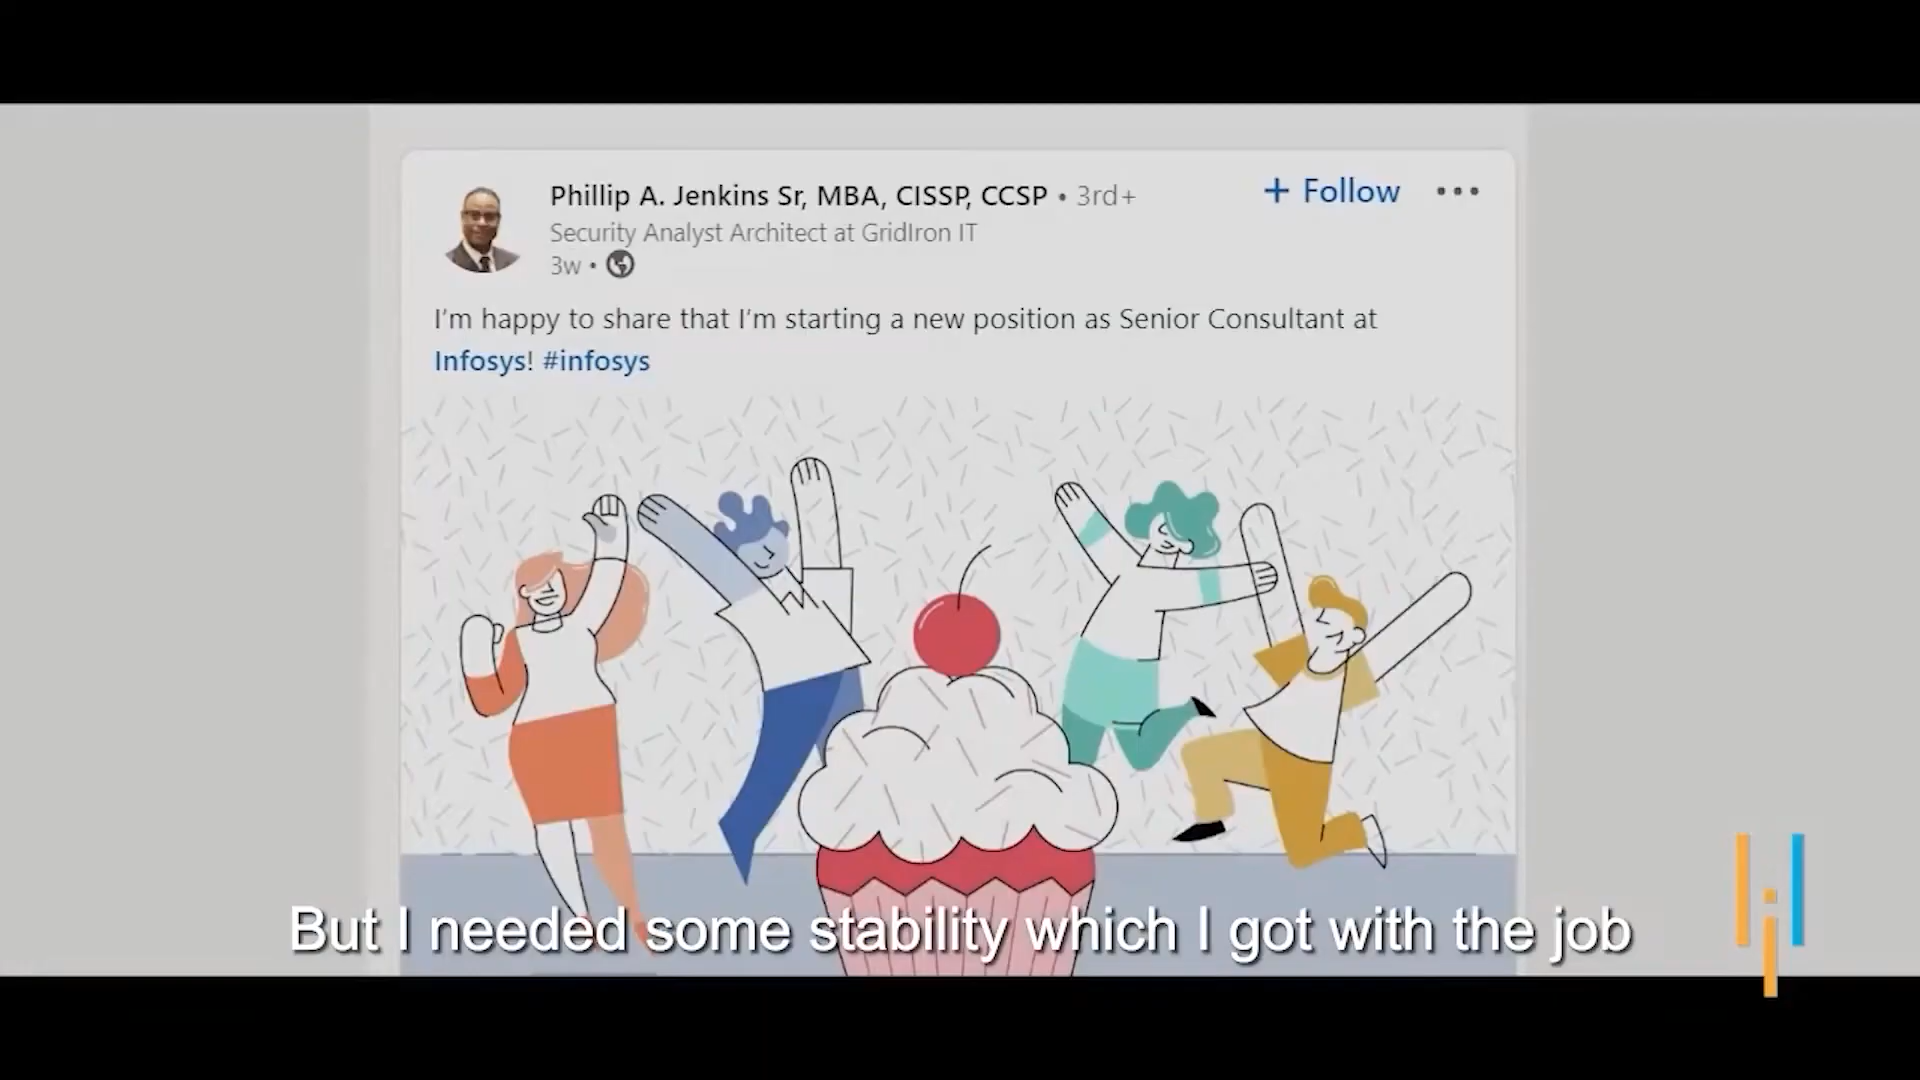 Phillip A. Jenkins Sr, MBA, CISSP, CCSP • 3rd+
+ Follow •••
Security Analyst Architect at GridIron IT
3w •
I'm happy to share that I'm starting a new position as Senior Consultant at
Infosys! #infosys
But I needed some stability which I got with the job